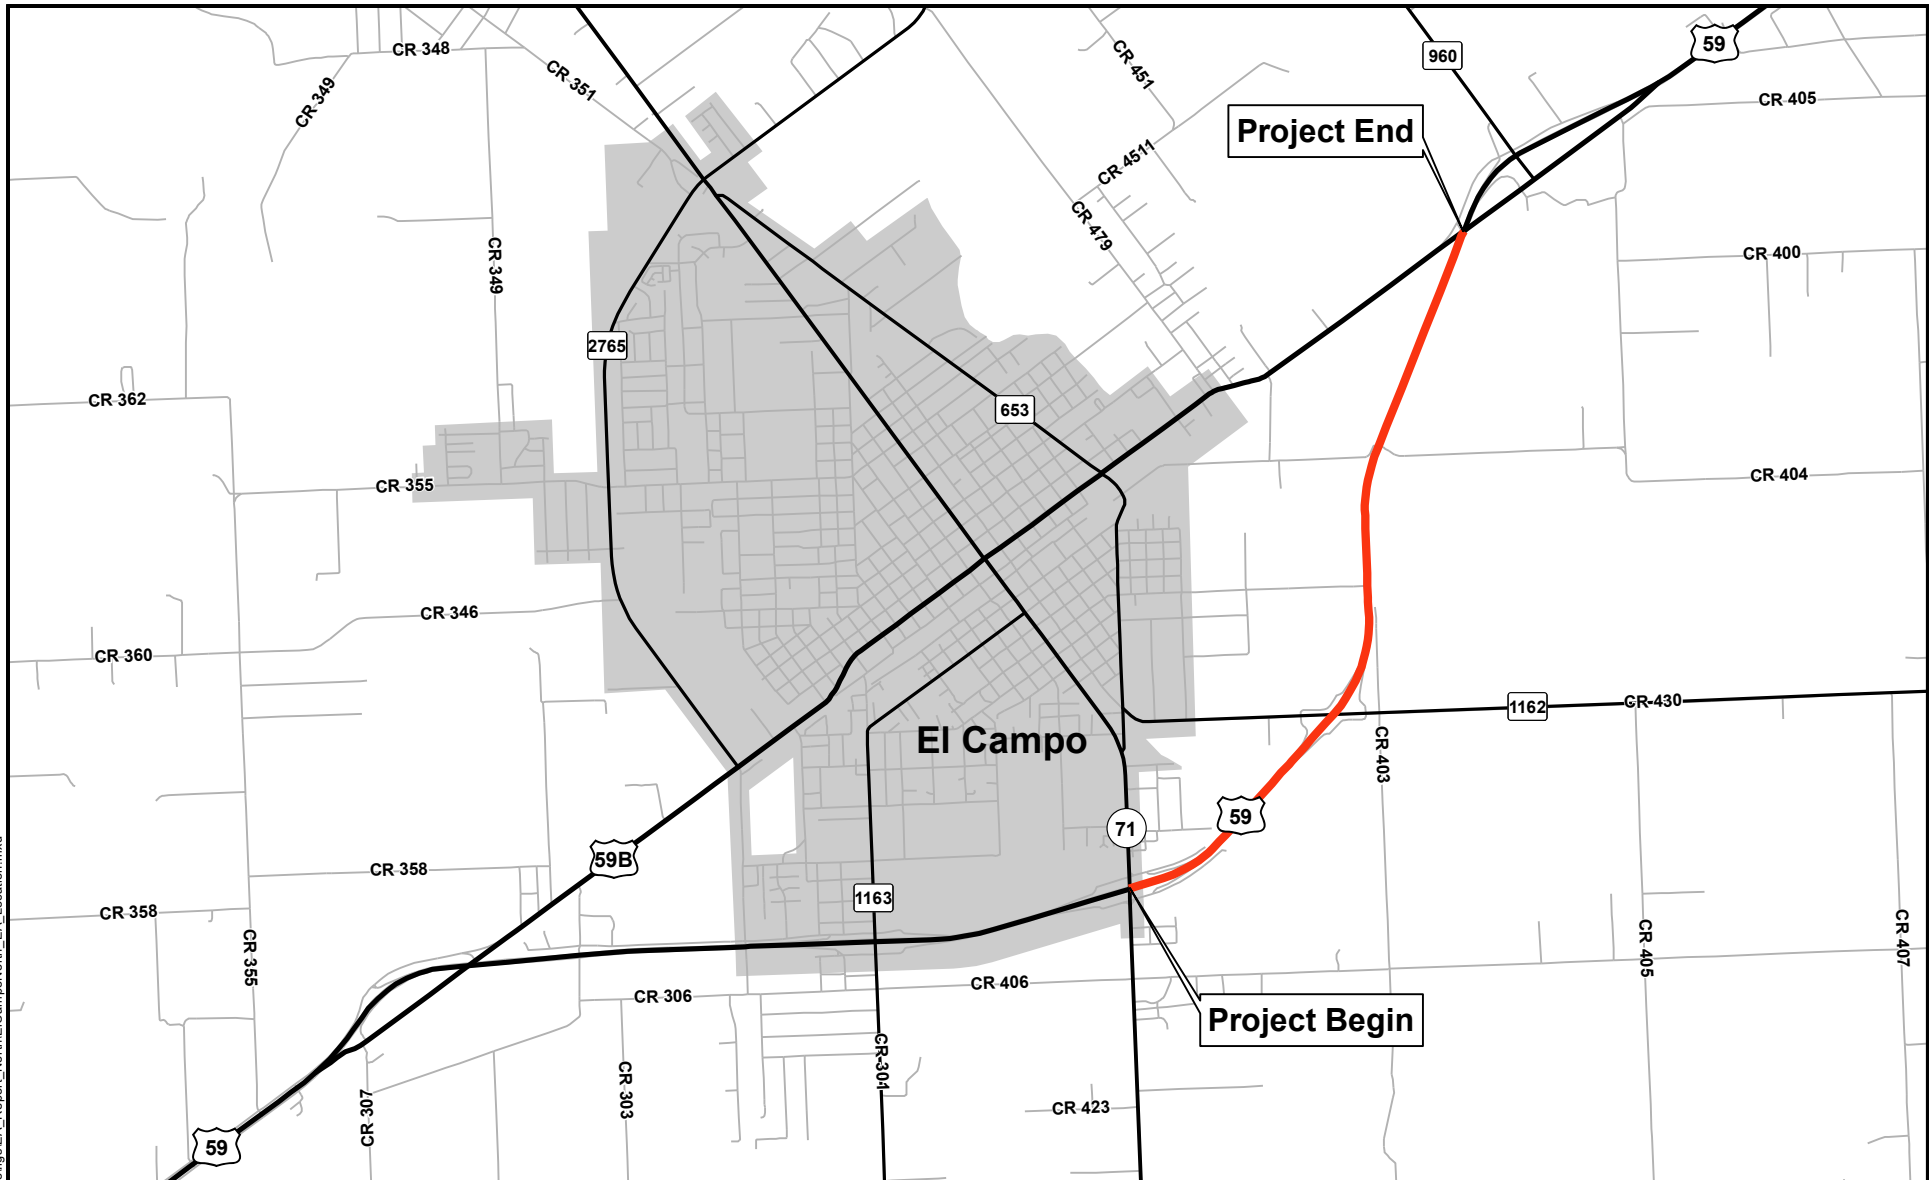 CR 348
CR 351
CR 349
CR 451
960
59
CR 405
Project End
CR 4511
CR 479
CR 349
CR 400
2765
CR 362
653
CR 355
CR 404
CR 346
CR 360
1162
CR 430
El Campo
CR 403
71
59
59B
CR 358
1163
CR 358
CR 355
CR 405
CR 407
CR 306
CR 406
Project Begin
CR 301
CR 303
CR 307
CR 423
59